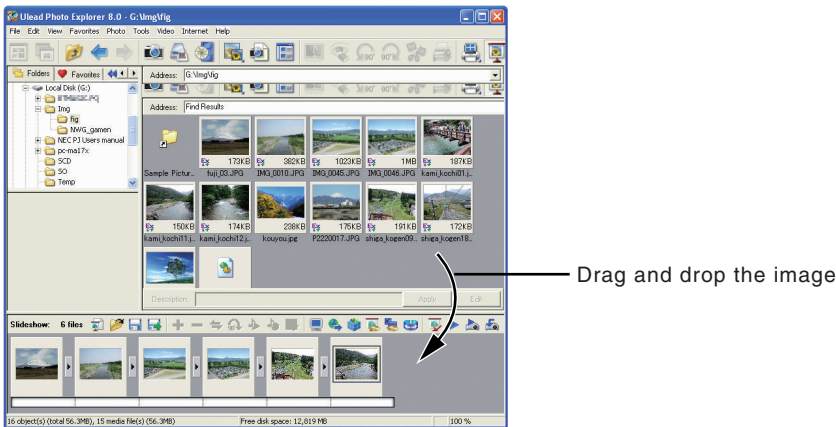 Ulead Photo Explorer 8.0 - G:\Img\fig
File Edit View Favorites Photo Tools Video Internet Help
Folders Favorites
Address: G:\Img\fig
Local Disk (G:)
Img
fig
NWG_gamen
NEC PJ Users manual
pc-ma17x
SCD
SO
Temp
Address: Find Results
173KB 382KB 1023KB 1MB 187KB
Sample Pictur... fuji_03.JPG IMG_0010.JPG IMG_0045.JPG IMG_0046.JPG kami_kochi01.j...
150KB 174KB 238KB 175KB 191KB 172KB
kami_kochi11.j... kami_kochi12.j... kouyou.jpg P2220017.JPG shiga_kogen09... shiga_kogen18...
Description: Apply Edit
Drag and drop the image
Slideshow: 6 files
16 object(s) (total 56.3MB), 15 media file(s) (56.3MB) Free disk space: 12,819 MB 100 %